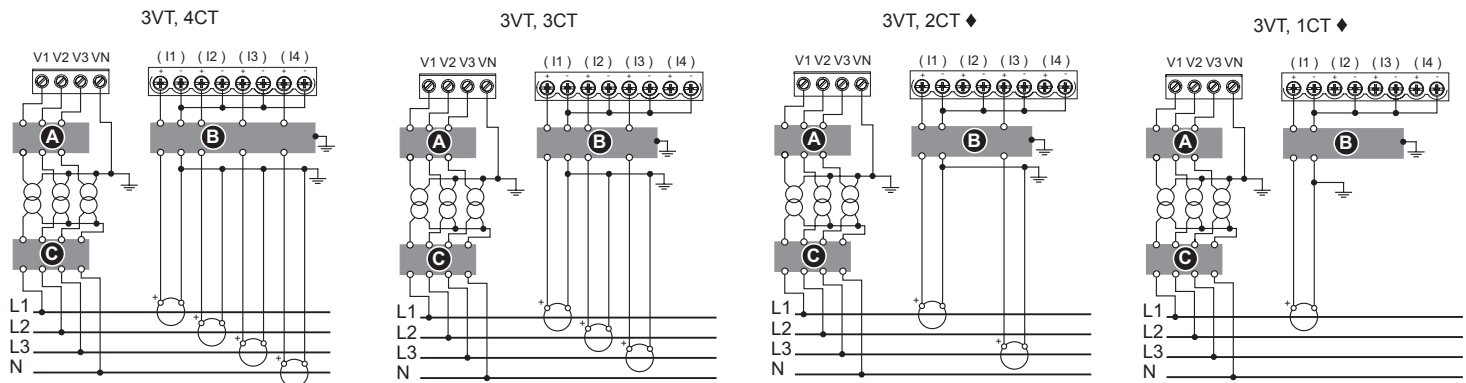 3VT, 4CT
V1 V2 V3 VN
( I1 ) ( I2 ) ( I3 ) ( I4 )
+ - + - + - + -
A
B
C
+
+
+
+
L1
L2
L3
N
3VT, 3CT
V1 V2 V3 VN
( I1 ) ( I2 ) ( I3 ) ( I4 )
+ - + - + - + -
A
B
C
+
+
+
L1
L2
L3
N
3VT, 2CT ♦
V1 V2 V3 VN
( I1 ) ( I2 ) ( I3 ) ( I4 )
+ - + - + - + -
A
B
C
+
+
L1
L2
L3
N
3VT, 1CT ♦
V1 V2 V3 VN
( I1 ) ( I2 ) ( I3 ) ( I4 )
+ - + - + - + -
A
B
C
+
L1
L2
L3
N